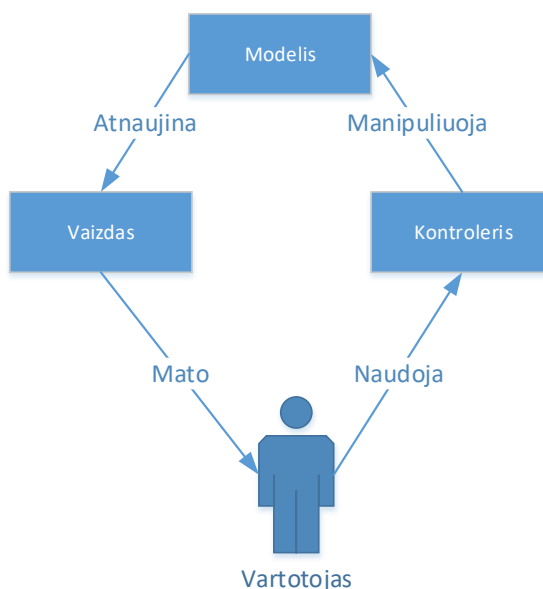 Modelis
Atnaujina
Manipuliuoja
Vaizdas
Kontroleris
Mato
Naudoja
Vartotojas